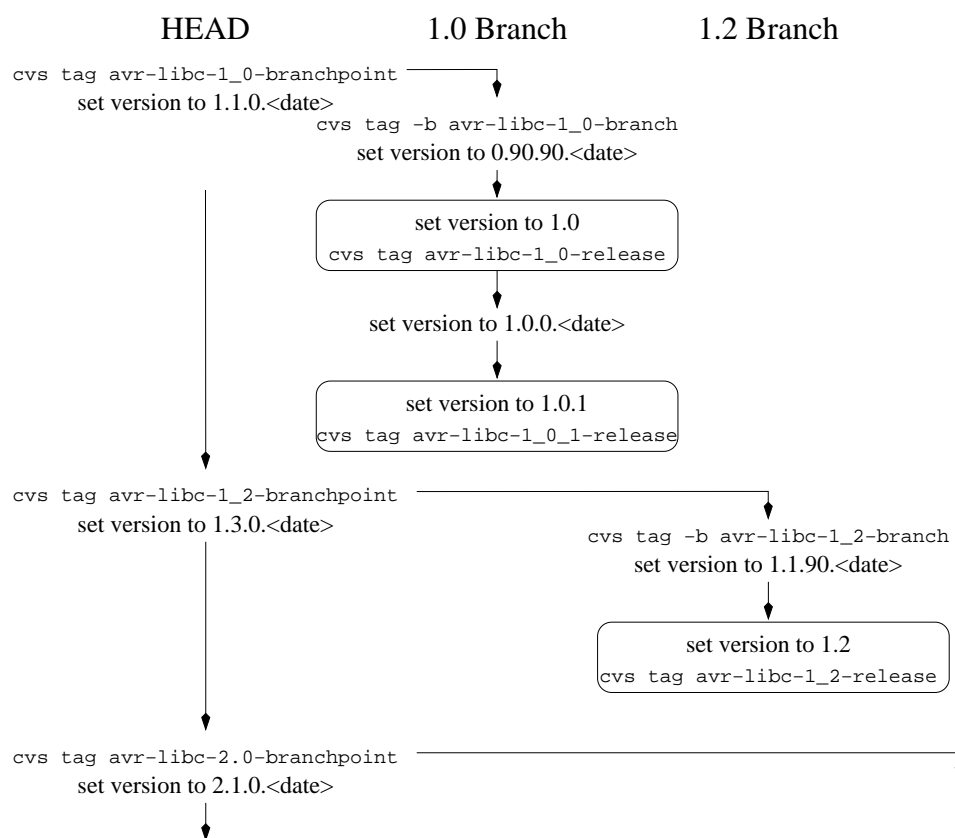 HEAD
1.0 Branch
1.2 Branch
cvs tag avr-libc-1_0-branchpoint
set version to 1.1.0.<date>
cvs tag -b avr-libc-1_0-branch
set version to 0.90.90.<date>
set version to 1.0
cvs tag avr-libc-1_0-release
set version to 1.0.0.<date>
set version to 1.0.1
cvs tag avr-libc-1_0_1-release
cvs tag avr-libc-1_2-branchpoint
set version to 1.3.0.<date>
cvs tag -b avr-libc-1_2-branch
set version to 1.1.90.<date>
set version to 1.2
cvs tag avr-libc-1_2-release
cvs tag avr-libc-2.0-branchpoint
set version to 2.1.0.<date>